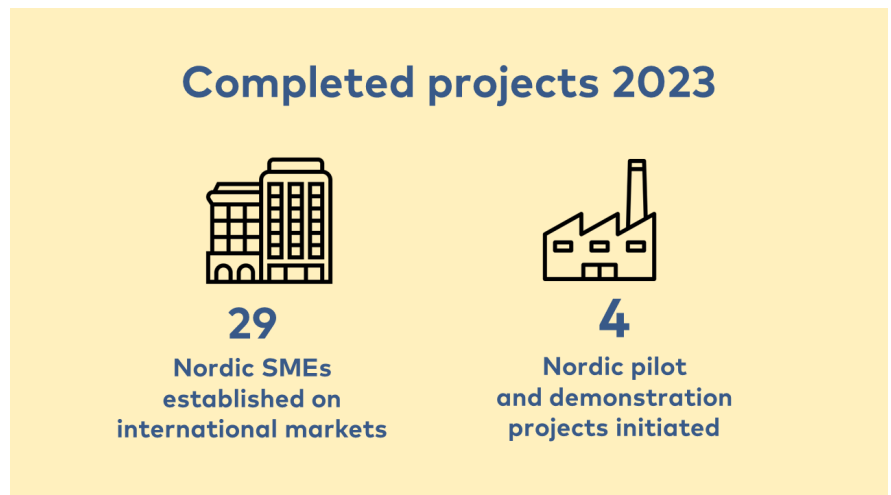 Completed projects 2023
29
Nordic SMEs
established on
international markets
4
Nordic pilot
and demonstration
projects initiated